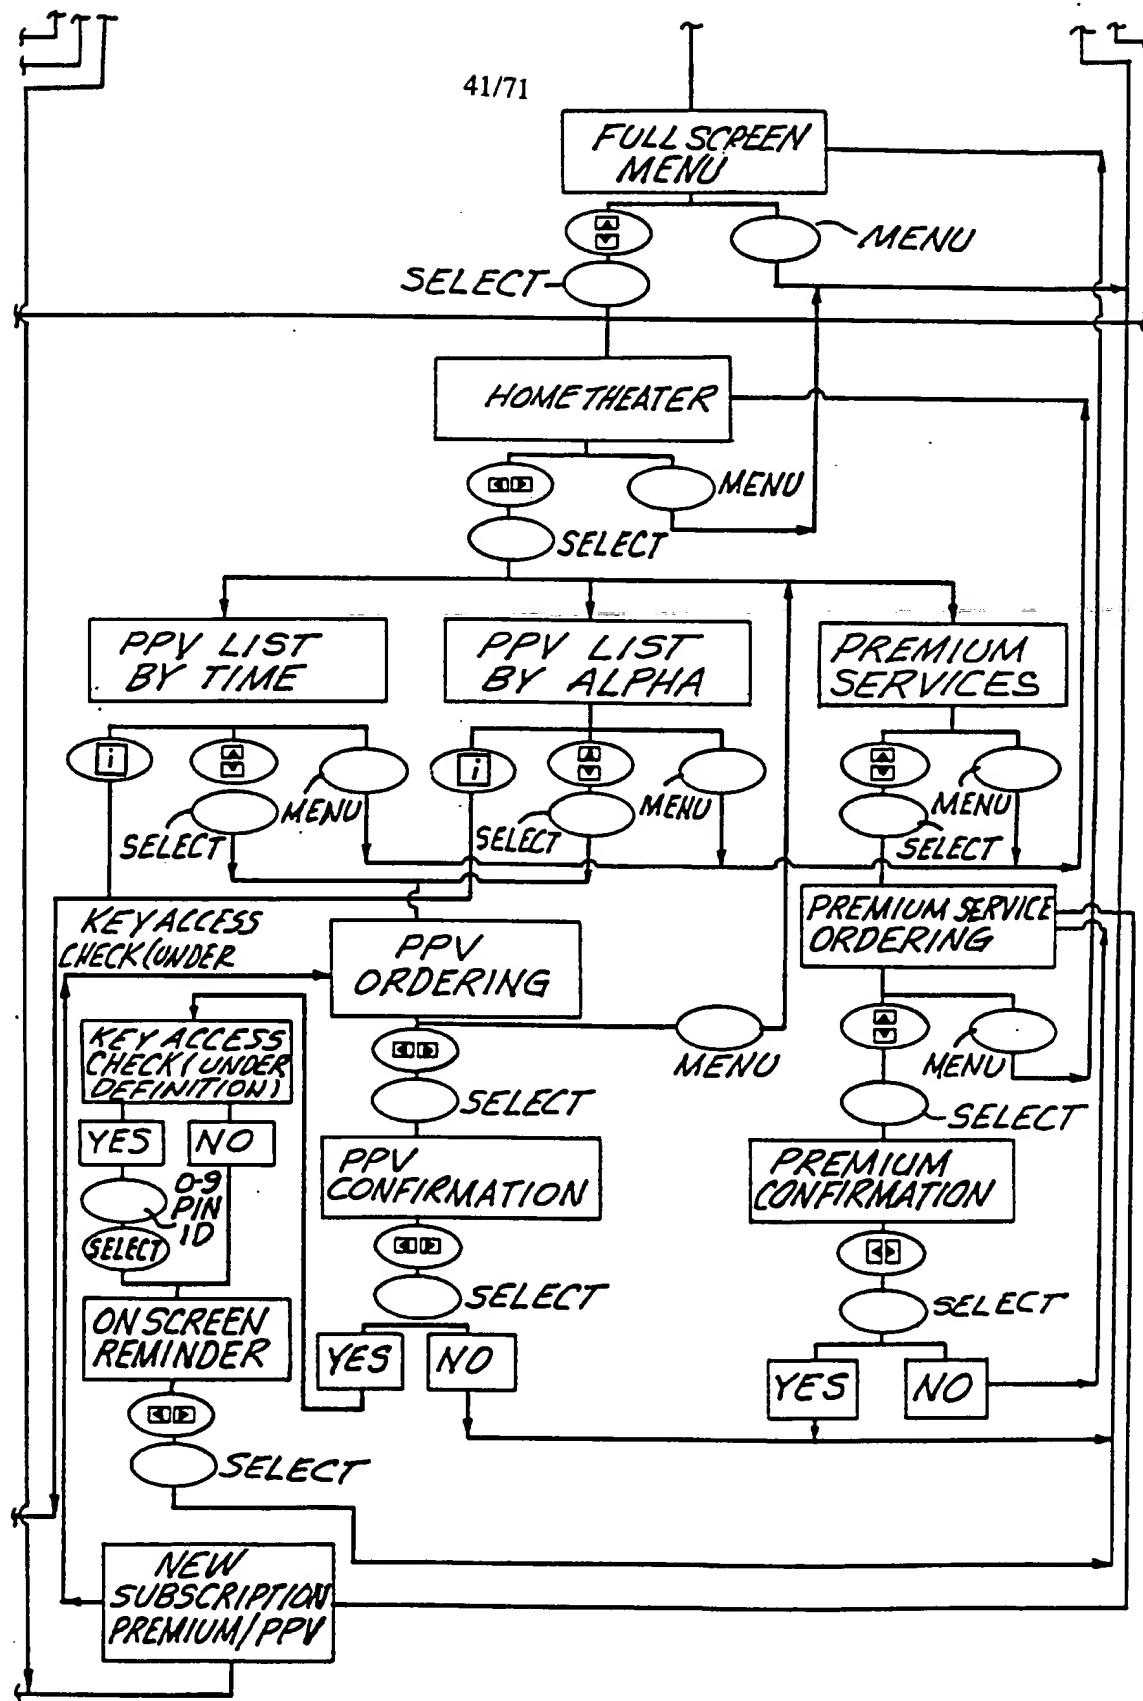 41/71
FULL SCREEN
MENU
MENU
SELECT
HOME THEATER
MENU
SELECT
PPV LIST
BY TIME
PPV LIST
BY ALPHA
PREMIUM
SERVICES
i
i
MENU
SELECT
MENU
SELECT
MENU
SELECT
KEY ACCESS
CHECK (UNDER
PPV
ORDERING
PREMIUM SERVICE
ORDERING
KEY ACCESS
CHECK (UNDER
DEFINITION)
MENU
MENU
SELECT
SELECT
YES
NO
0-9
PIN
ID
SELECT
PPV
CONFIRMATION
PREMIUM
CONFIRMATION
SELECT
SELECT
ON SCREEN
REMINDER
YES
NO
YES
NO
SELECT
NEW
SUBSCRIPTION
PREMIUM/PPV